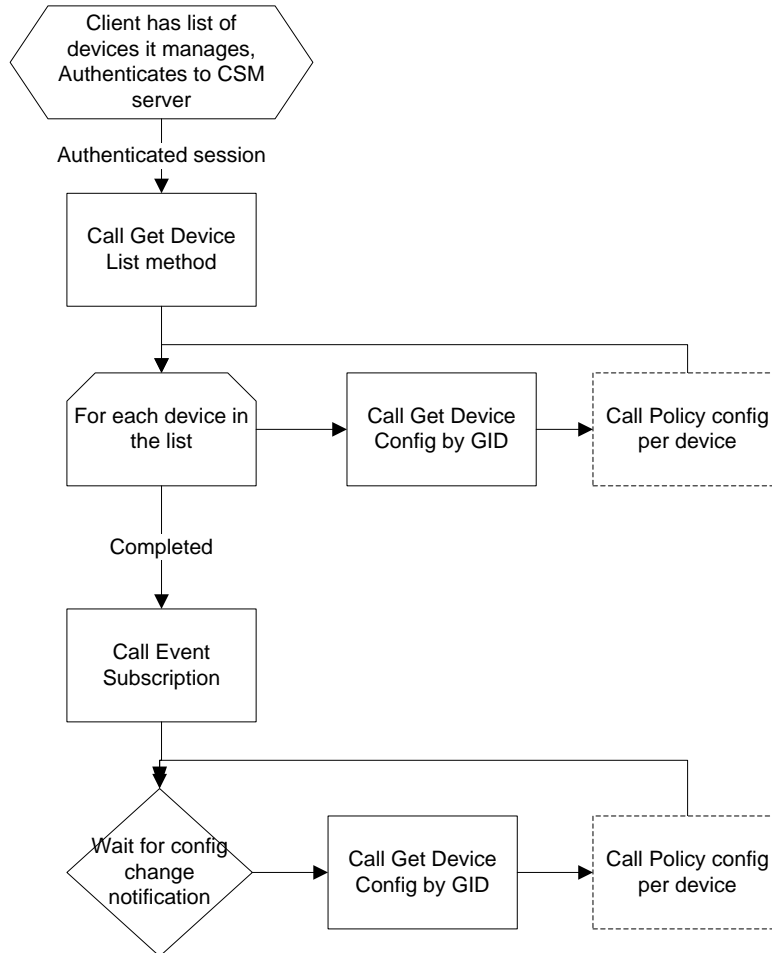 Client has list of
devices it manages,
Authenticates to CSM
server
Authenticated session
Call Get Device
List method
For each device in
the list
Call Get Device
Config by GID
Call Policy config
per device
Completed
Call Event
Subscription
Wait for config
change
notification
Call Get Device
Config by GID
Call Policy config
per device